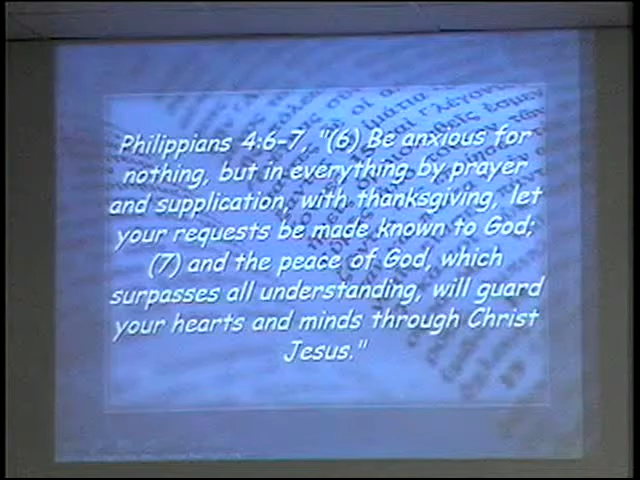 Philippians 4:6-7, "(6) Be anxious for
nothing, but in everything by prayer
and supplication, with thanksgiving, let
your requests be made known to God;
(7) and the peace of God, which
surpasses all understanding, will guard
your hearts and minds through Christ
Jesus."